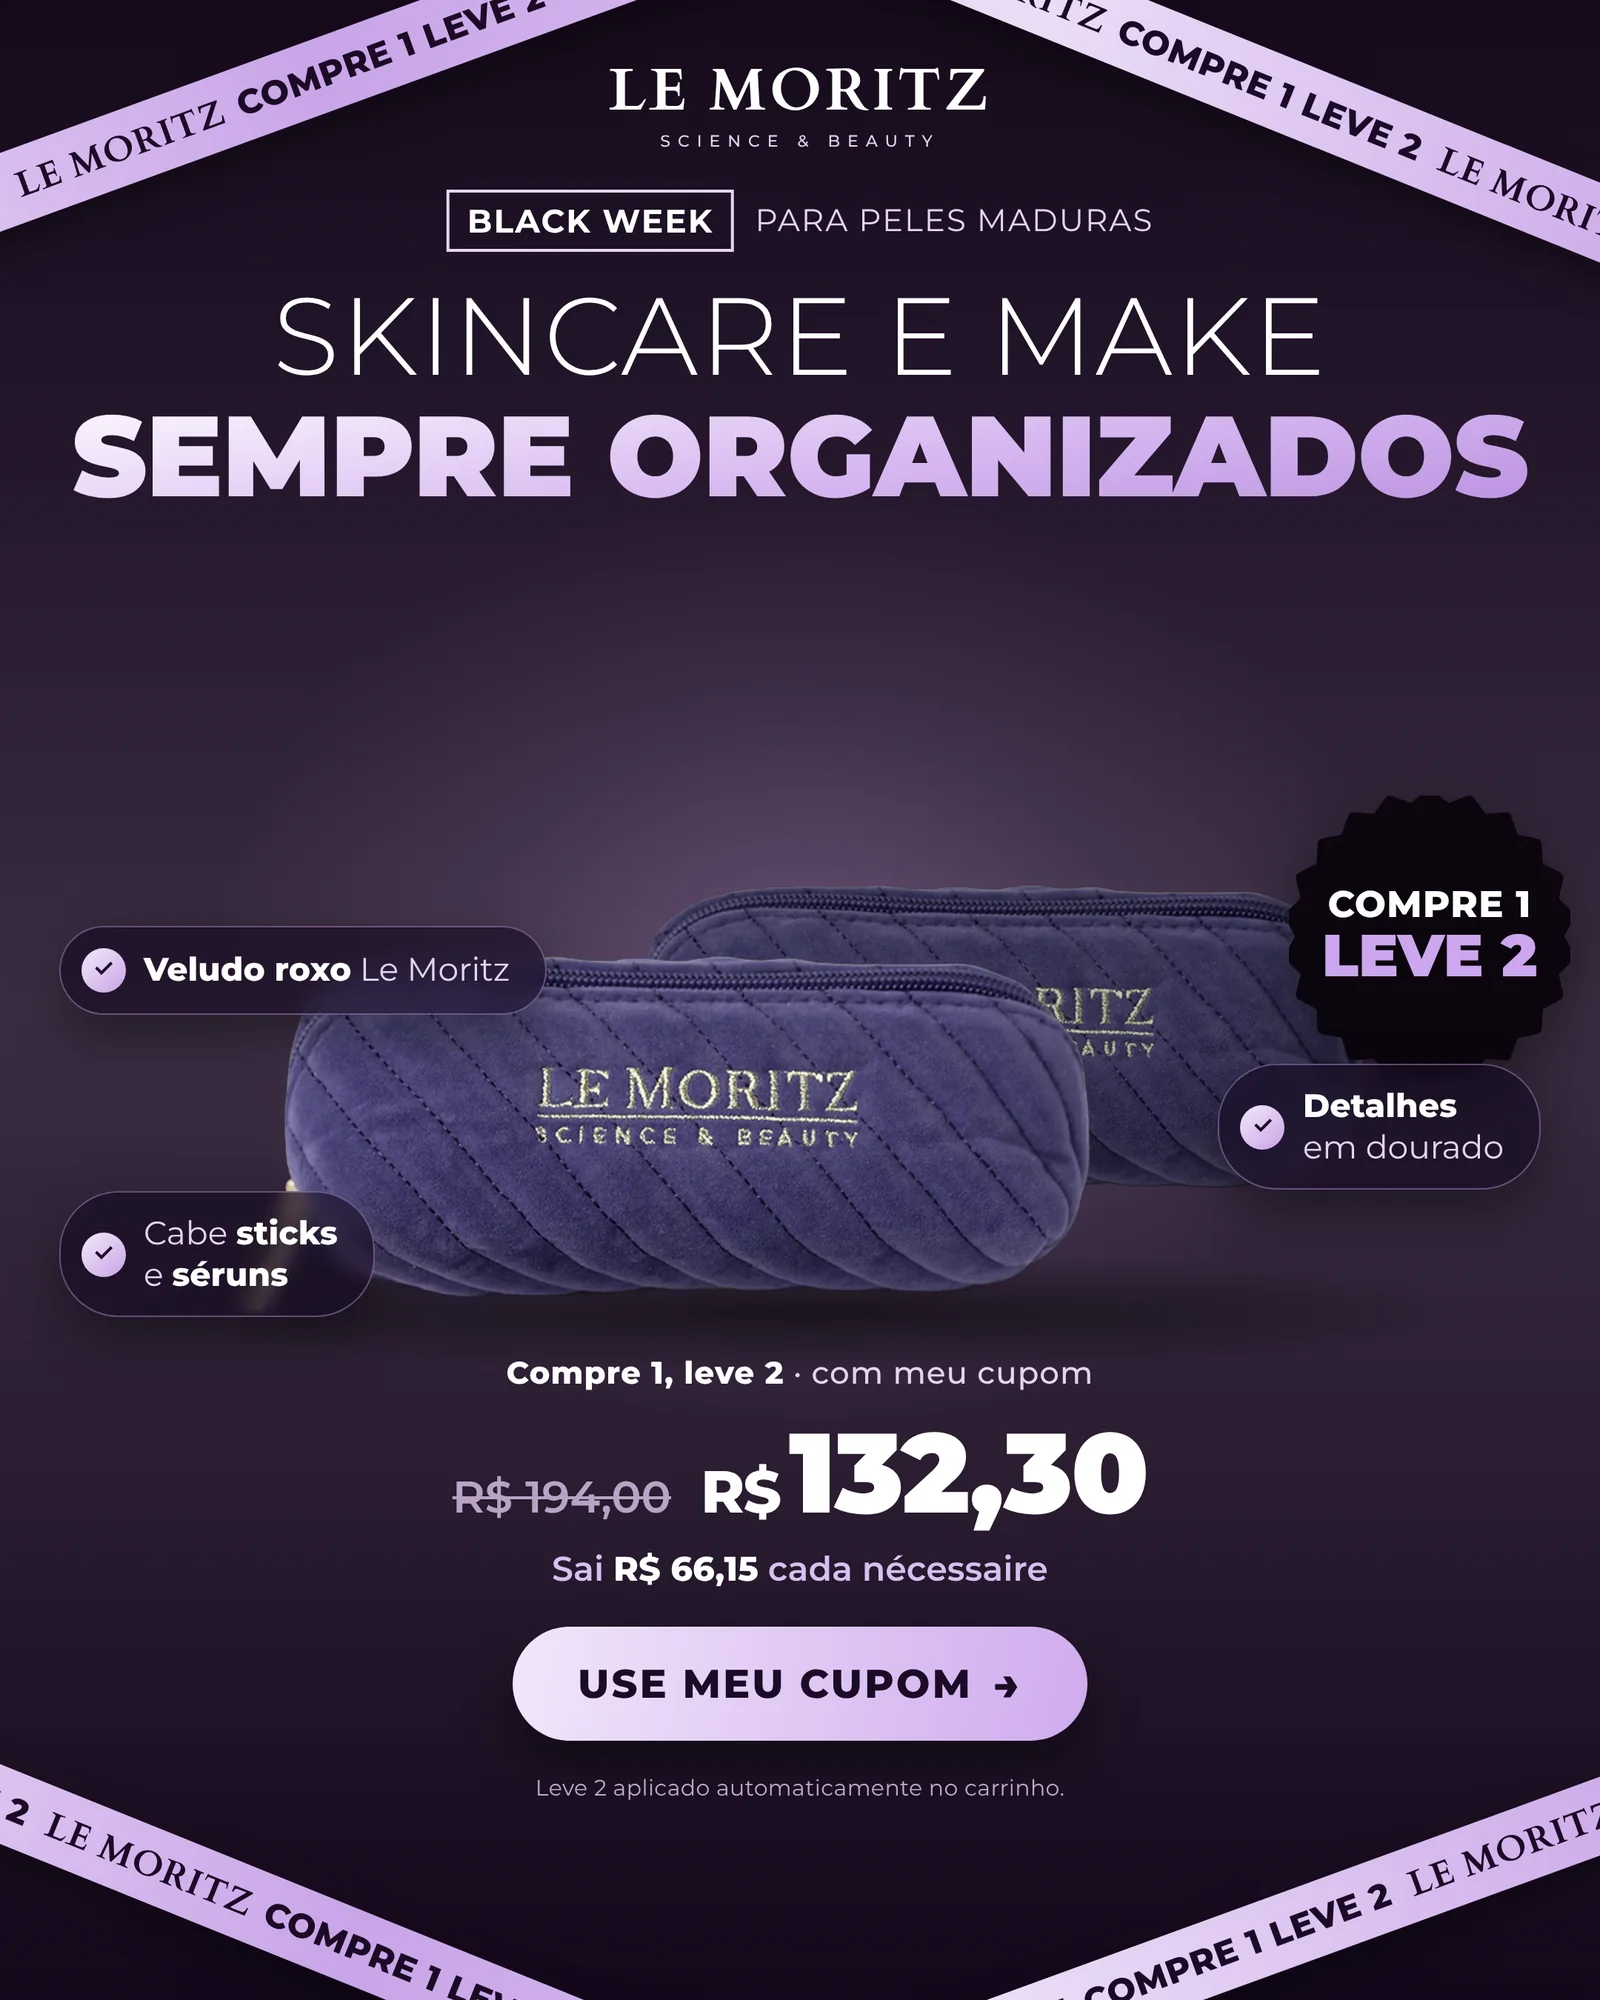 LE MORITZ COMPRE 1 LEVE 2
COMPRE 1 LEVE 2 LE MORITZ
LE MORITZ
SCIENCE & BEAUTY
BLACK WEEK PARA PELES MADURAS
SKINCARE E MAKE
SEMPRE ORGANIZADOS
COMPRE 1
LEVE 2
Veludo roxo Le Moritz
RITZ
AUTY
LE MORITZ
SCIENCE & BEAUTY
Detalhes
em dourado
Cabe sticks
e séruns
Compre 1, leve 2 · com meu cupom
R$ 194,00 R$ 132,30
Sai R$ 66,15 cada nécessaire
USE MEU CUPOM →
Leve 2 aplicado automaticamente no carrinho.
2 LE MORITZ COMPRE 1 LEV
COMPRE 1 LEVE 2 LE MORITZ